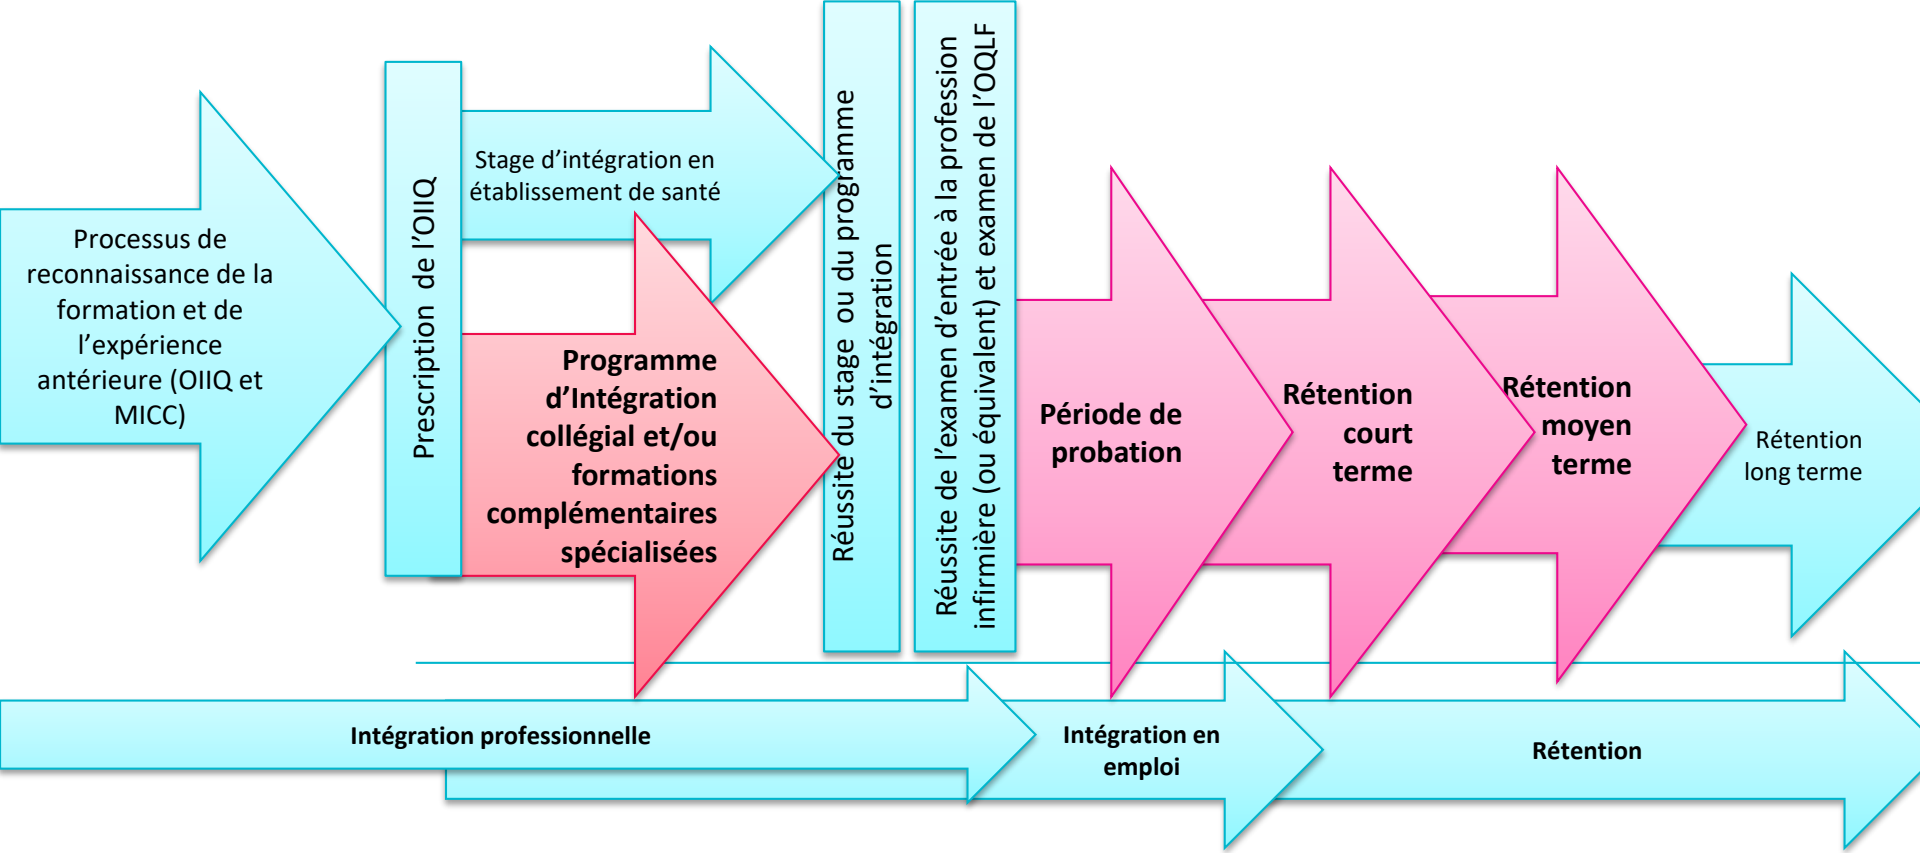 Processus de
reconnaissance de la
formation et de
l'expérience
antérieure (OIIQ et
MICC)
Prescription de l'OIIQ
Stage d'intégration en
établissement de santé
Programme
d'Intégration
collégial et/ou
formations
complémentaires
spécialisées
Réussite du stage ou du programme
d'intégration
Réussite de l'examen d'entrée à la profession
infirmière (ou équivalent) et examen de l'OQLF
Période de
probation
Rétention
court
terme
Rétention
moyen
terme
Rétention
long terme
Intégration professionnelle
Intégration en
emploi
Rétention